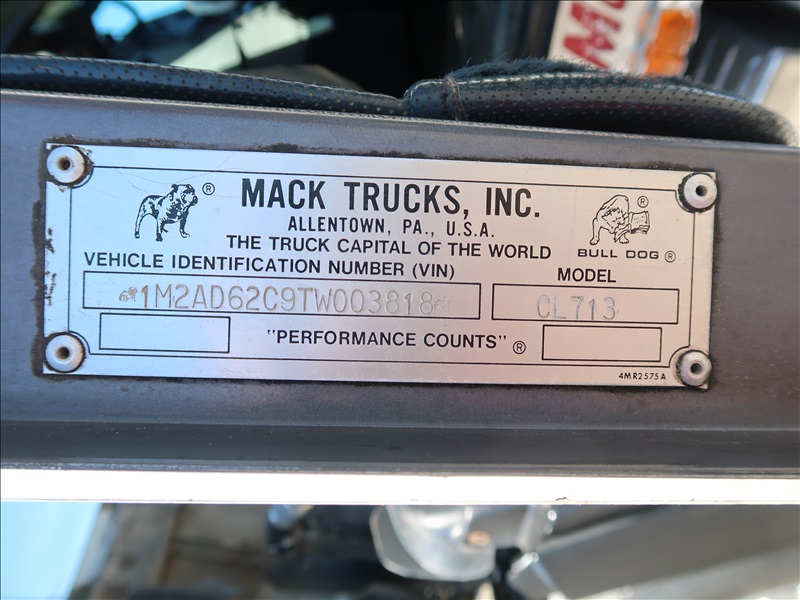 MACK TRUCKS, INC.
ALLENTOWN, PA., U.S.A.
THE TRUCK CAPITAL OF THE WORLD
BULL DOG ®
VEHICLE IDENTIFICATION NUMBER (VIN)
MODEL
1M2AD62C9TW003818
CL713
"PERFORMANCE COUNTS" ®
4MR2575A